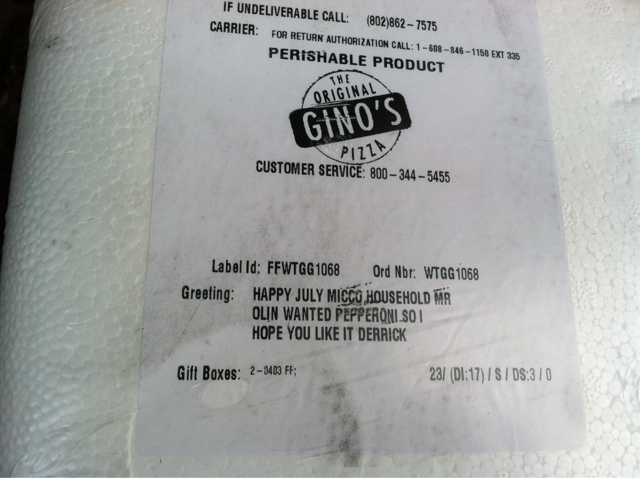 IF UNDELIVERABLE CALL: (802)862-7575
CARRIER: FOR RETURN AUTHORIZATION CALL: 1-608-846-1150 EXT 335
PERISHABLE PRODUCT
THE
ORIGINAL
GINO'S
PIZZA
CUSTOMER SERVICE: 800-344-5455
Label Id: FFWTGG1068 Ord Nbr: WTGG1068
Greeting: HAPPY JULY MICCO HOUSEHOLD MR
OLIN WANTED PEPPERONI.SO I
HOPE YOU LIKE IT DERRICK
Gift Boxes: 2-0403 FF; 23/ (DI:17) / S / DS:3 / 0